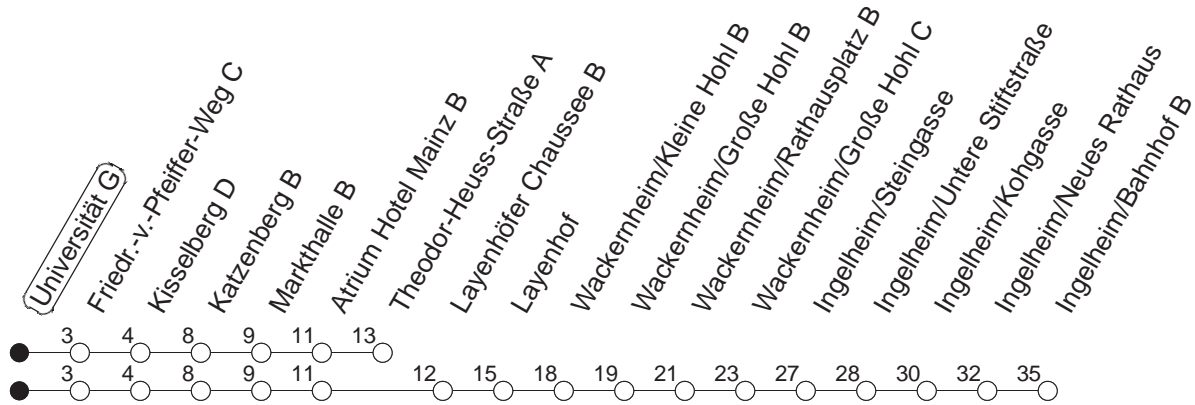 Universität G
Friedr.-v.-Pfeiffer-Weg C
Kisselberg D
Katzenberg B
Markthalle B
Atrium Hotel Mainz B
Theodor-Heuss-Straße A
Layenhöfer Chaussee B
Layenhof
Wackernheim/Kleine Hohl B
Wackernheim/Große Hohl B
Wackernheim/Rathausplatz B
Wackernheim/Große Hohl C
Ingelheim/Steingasse
Ingelheim/Untere Stiftstraße
Ingelheim/Kohgasse
Ingelheim/Neues Rathaus
Ingelheim/Bahnhof B
3 4 8 9 11 13
3 4 8 9 11 12 15 18 19 21 23 27 28 30 32 35